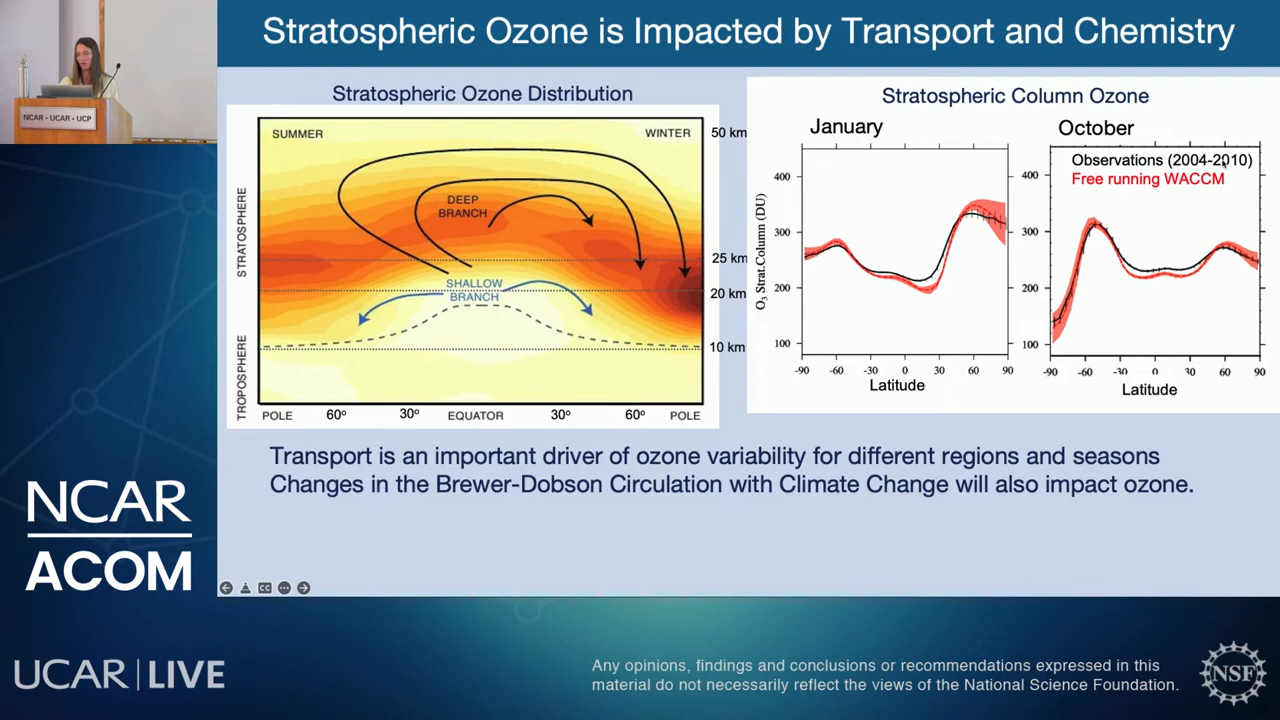 Stratospheric Ozone is Impacted by Transport and Chemistry
NCAR • UCAR • UCP
Stratospheric Ozone Distribution
SUMMER
WINTER
DEEP
BRANCH
SHALLOW
BRANCH
STRATOSPHERE
TROPOSPHERE
50 km
25 km
20 km
10 km
POLE 60º 30º EQUATOR 30º 60º POLE
Stratospheric Column Ozone
January
O3 Strat.Column (DU)
400
300
200
100
-90 -60 -30 0 30 60 90
Latitude
October
Observations (2004-2010)
Free running WACCM
400
300
200
100
-90 -60 -30 0 30 60 90
Latitude
Transport is an important driver of ozone variability for different regions and seasons
Changes in the Brewer-Dobson Circulation with Climate Change will also impact ozone.
CC
NCAR
ACOM
UCAR | LIVE
Any opinions, findings and conclusions or recommendations expressed in this
material do not necessarily reflect the views of the National Science Foundation.
NSF